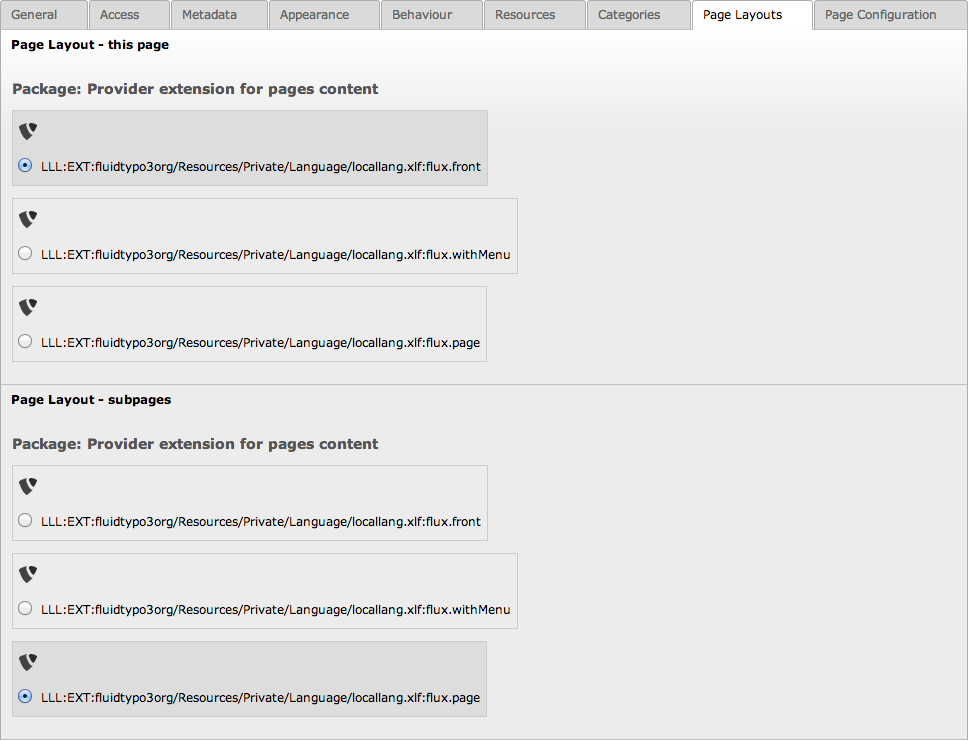 General Access Metadata Appearance Behaviour Resources Categories Page Layouts Page Configuration
Page Layout - this page
Package: Provider extension for pages content
LLL:EXT:fluidtypo3org/Resources/Private/Language/locallang.xlf:flux.front
LLL:EXT:fluidtypo3org/Resources/Private/Language/locallang.xlf:flux.withMenu
LLL:EXT:fluidtypo3org/Resources/Private/Language/locallang.xlf:flux.page
Page Layout - subpages
Package: Provider extension for pages content
LLL:EXT:fluidtypo3org/Resources/Private/Language/locallang.xlf:flux.front
LLL:EXT:fluidtypo3org/Resources/Private/Language/locallang.xlf:flux.withMenu
LLL:EXT:fluidtypo3org/Resources/Private/Language/locallang.xlf:flux.page